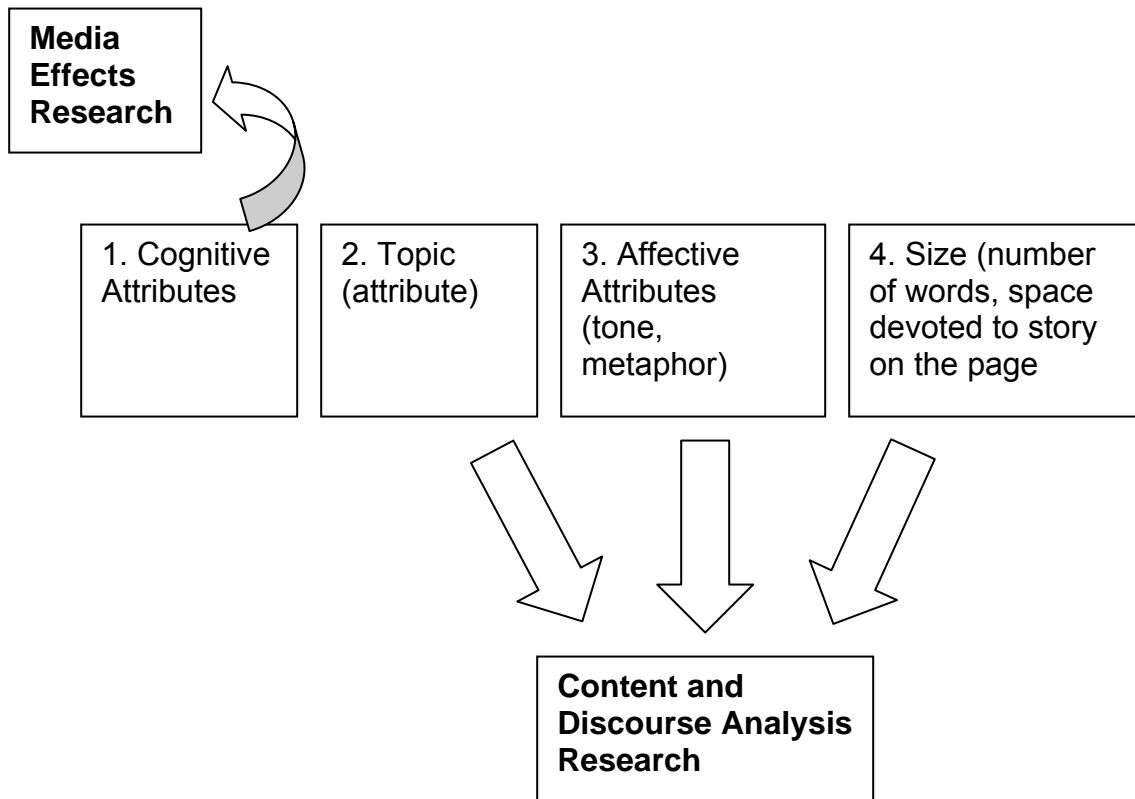 Media
Effects
Research
1. Cognitive
Attributes
2. Topic
(attribute)
3. Affective
Attributes
(tone,
metaphor)
4. Size (number
of words, space
devoted to story
on the page
Content and
Discourse Analysis
Research